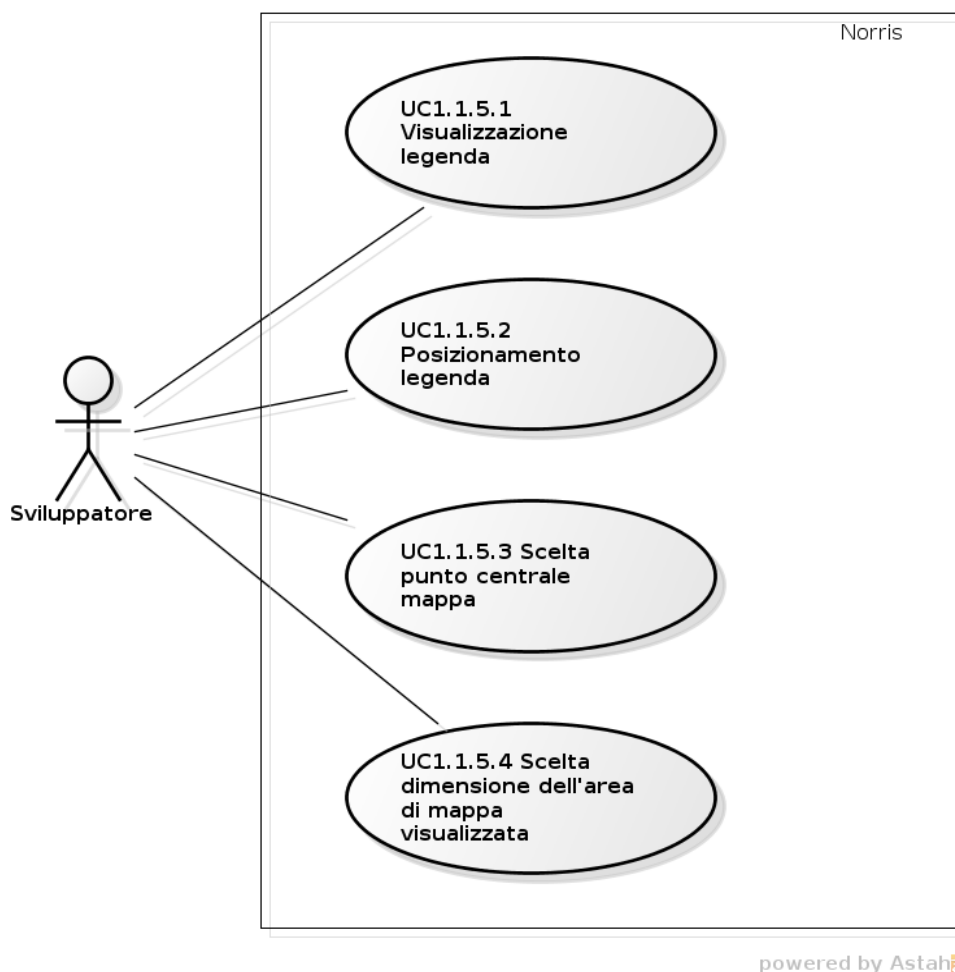 Norris
UC1.1.5.1
Visualizzazione
legenda
UC1.1.5.2
Posizionamento
legenda
Sviluppatore
UC1.1.5.3 Scelta
punto centrale
mappa
UC1.1.5.4 Scelta
dimensione dell'area
di mappa
visualizzata
powered by Astah